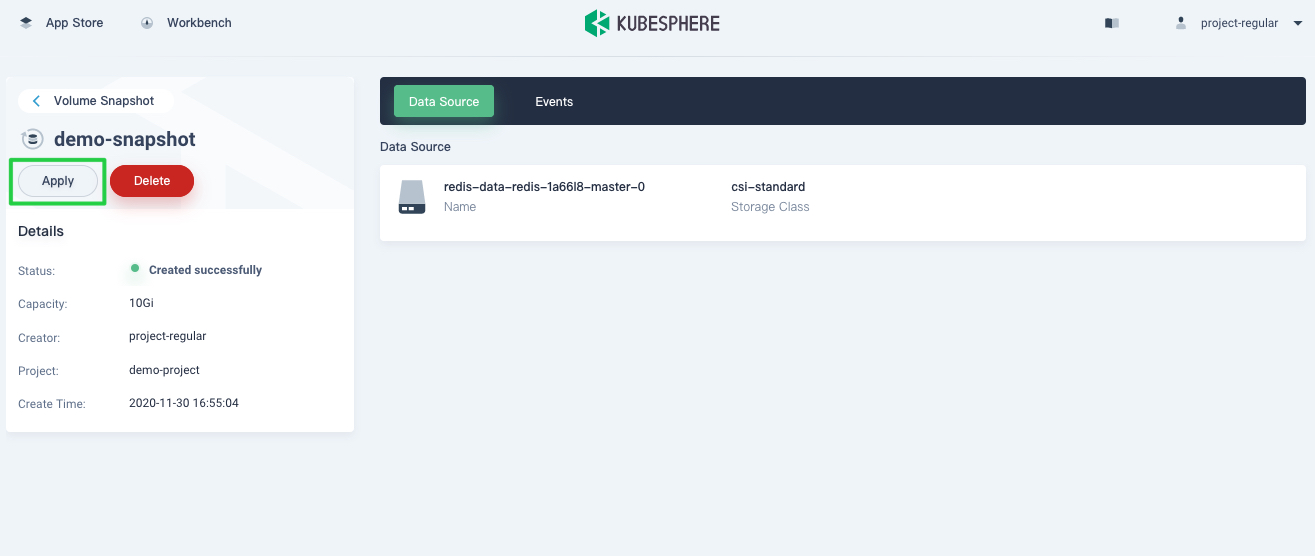 App Store
Workbench
KUBESPHERE
project-regular
Volume Snapshot
demo-snapshot
Apply
Delete
Details
Status: Created successfully
Capacity: 10Gi
Creator: project-regular
Project: demo-project
Create Time: 2020-11-30 16:55:04
Data Source
Events
Data Source
redis-data-redis-1a66l8-master-0
Name
csi-standard
Storage Class